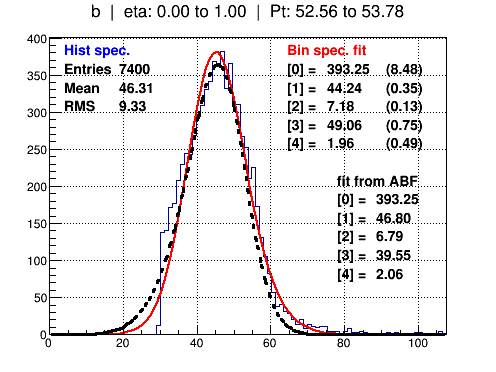 b | eta: 0.00 to 1.00 | Pt: 52.56 to 53.78
Hist spec.
Entries 7400
Mean 46.31
RMS 9.33
Bin spec. fit
[0] = 393.25 (8.48)
[1] = 44.24 (0.35)
[2] = 7.18 (0.13)
[3] = 49.06 (0.75)
[4] = 1.96 (0.49)
fit from ABF
[0] = 393.25
[1] = 46.80
[2] = 6.79
[3] = 39.55
[4] = 2.06
400
350
300
250
200
150
100
50
0
0 20 40 60 80 100